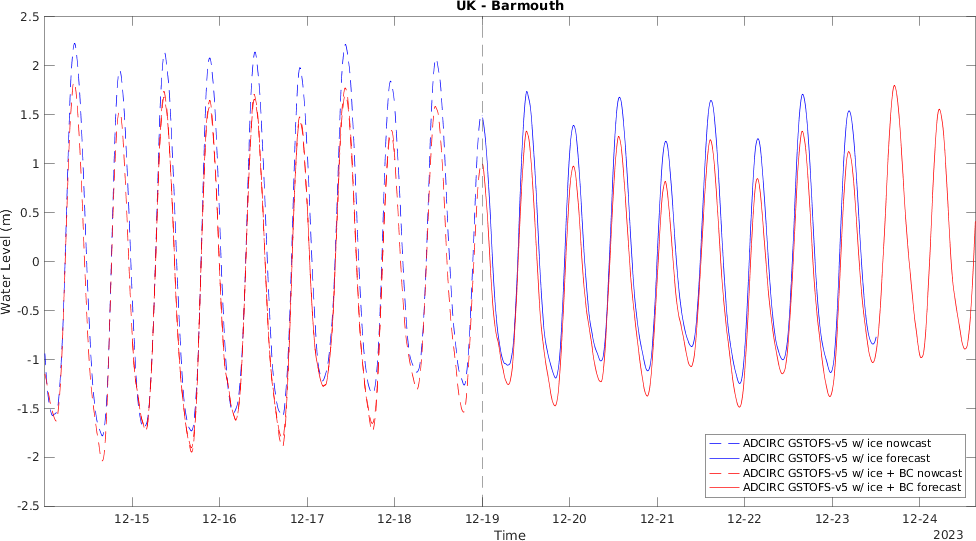 UK - Barmouth
2.5
2
1.5
1
0.5
0
-0.5
-1
-1.5
-2
-2.5
Water Level (m)
ADCIRC GSTOFS-v5 w/ ice nowcast
ADCIRC GSTOFS-v5 w/ ice forecast
ADCIRC GSTOFS-v5 w/ ice + BC nowcast
ADCIRC GSTOFS-v5 w/ ice + BC forecast
12-15 12-16 12-17 12-18 12-19 12-20 12-21 12-22 12-23 12-24
Time
2023